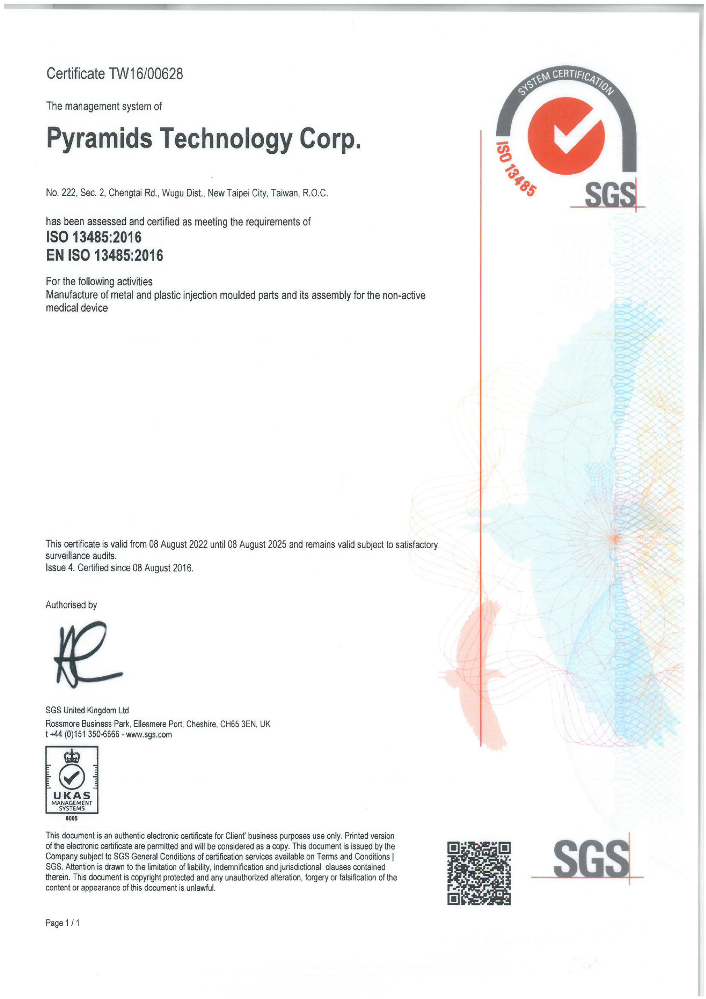 Certificate TW16/00628
The management system of
Pyramids Technology Corp.
No. 222, Sec. 2, Chengtai Rd., Wugu Dist., New Taipei City, Taiwan, R.O.C.
has been assessed and certified as meeting the requirements of
ISO 13485:2016
EN ISO 13485:2016
For the following activities
Manufacture of metal and plastic injection moulded parts and its assembly for the non-active
medical device
SYSTEM CERTIFICATION
ISO 13485
SGS
This certificate is valid from 08 August 2022 until 08 August 2025 and remains valid subject to satisfactory
surveillance audits.
Issue 4. Certified since 08 August 2016.
Authorised by
SGS United Kingdom Ltd
Rossmore Business Park, Ellesmere Port, Cheshire, CH65 3EN, UK
t +44 (0)151 350-6666 - www.sgs.com
UKAS
MANAGEMENT
SYSTEMS
0005
This document is an authentic electronic certificate for Client' business purposes use only. Printed version
of the electronic certificate are permitted and will be considered as a copy. This document is issued by the
Company subject to SGS General Conditions of certification services available on Terms and Conditions |
SGS. Attention is drawn to the limitation of liability, indemnification and jurisdictional clauses contained
therein. This document is copyright protected and any unauthorized alteration, forgery or falsification of the
content or appearance of this document is unlawful.
SGS
Page 1 / 1